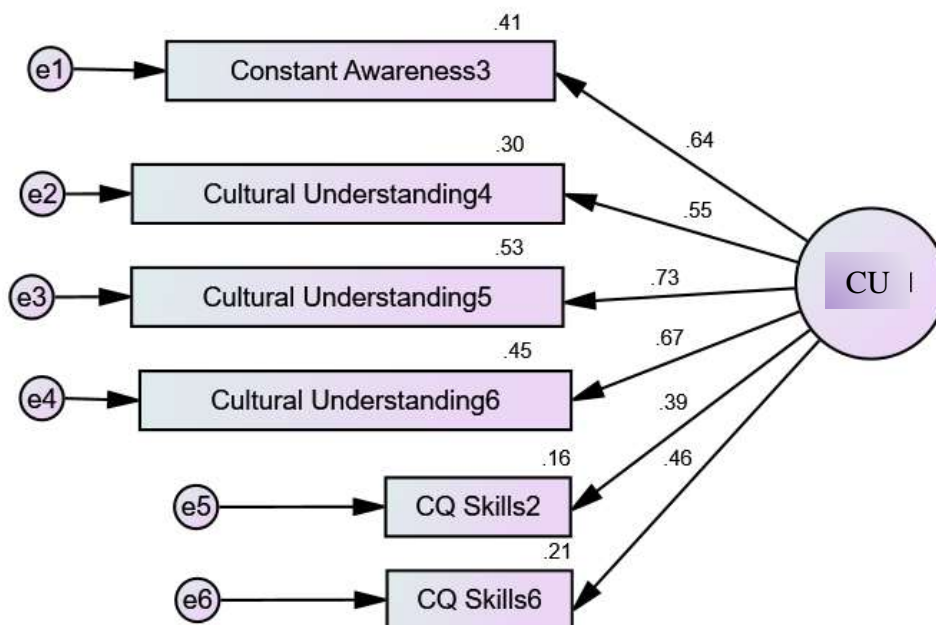 .41
e1
Constant Awareness3
.64
.30
e2
Cultural Understanding4
.55
.53
e3
Cultural Understanding5
.73
CU
.45
e4
Cultural Understanding6
.67
.39
.16
e5
CQ Skills2
.46
.21
e6
CQ Skills6